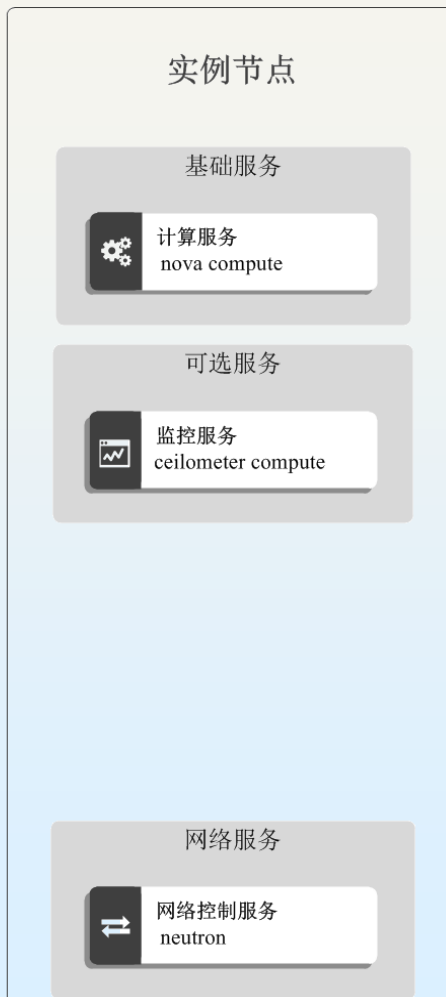 实例节点
基础服务
计算服务
nova compute
可选服务
监控服务
ceilometer compute
网络服务
网络控制服务
neutron